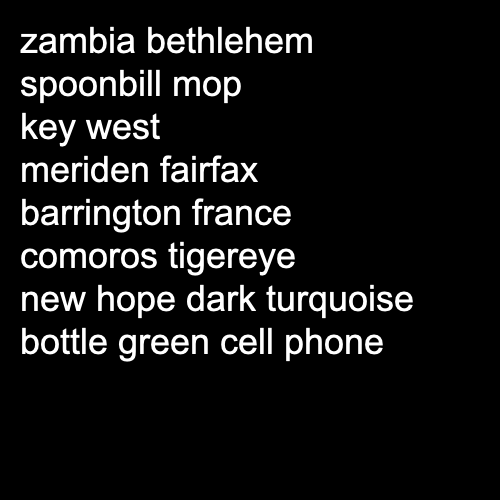 zambia bethlehem
spoonbill mop
key west
meriden fairfax
barrington france
comoros tigereye
new hope dark turquoise
bottle green cell phone